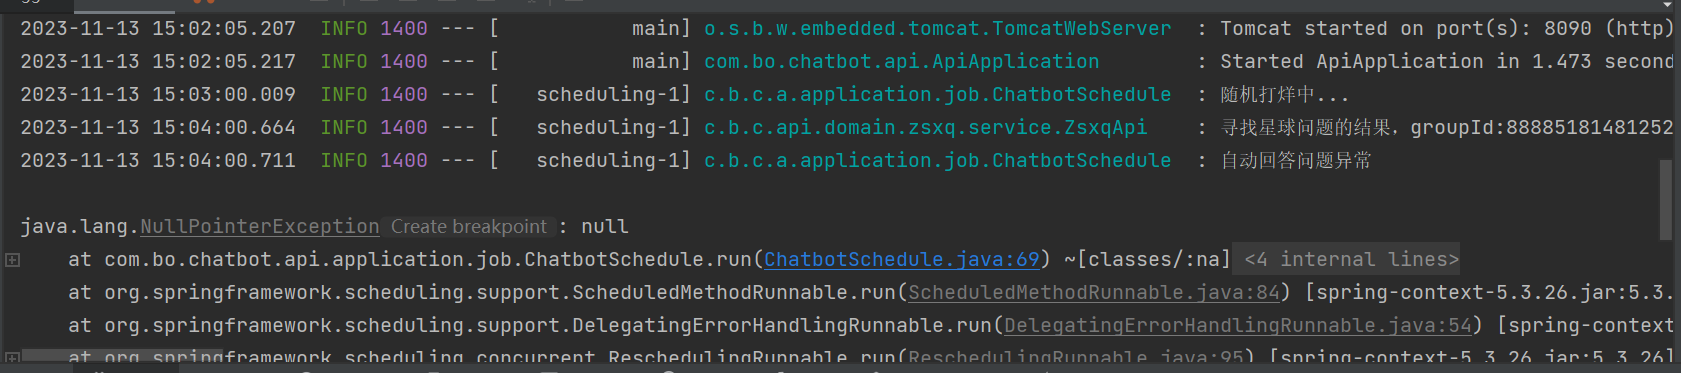 2023-11-13 15:02:05.207  INFO 1400 --- [           main] o.s.b.w.embedded.tomcat.TomcatWebServer  : Tomcat started on port(s): 8090 (http)
2023-11-13 15:02:05.217  INFO 1400 --- [           main] com.bo.chatbot.api.ApiApplication        : Started ApiApplication in 1.473 second
2023-11-13 15:03:00.009  INFO 1400 --- [   scheduling-1] c.b.c.a.application.job.ChatbotSchedule  : 随机打烊中...
2023-11-13 15:04:00.664  INFO 1400 --- [   scheduling-1] c.b.c.api.domain.zsxq.service.ZsxqApi    : 寻找星球问题的结果，groupId:88885181481252
2023-11-13 15:04:00.711  INFO 1400 --- [   scheduling-1] c.b.c.a.application.job.ChatbotSchedule  : 自动回答问题异常
java.lang.NullPointerException Create breakpoint : null
at com.bo.chatbot.api.application.job.ChatbotSchedule.run(ChatbotSchedule.java:69) ~[classes/:na] <4 internal lines>
at org.springframework.scheduling.support.ScheduledMethodRunnable.run(ScheduledMethodRunnable.java:84) [spring-context-5.3.26.jar:5.3.
at org.springframework.scheduling.support.DelegatingErrorHandlingRunnable.run(DelegatingErrorHandlingRunnable.java:54) [spring-context
at org.springframework.scheduling.concurrent.ReschedulingRunnable.run(ReschedulingRunnable.java:95) [spring-context-5.3.26.jar:5.3.26]